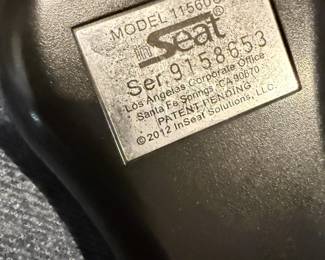 MODEL 11560
Seat®
Ser. 9158653
Los Angeles Corporate Office
Santa Fe Springs, CA 90670
PATENT PENDING
© 2012 InSeat Solutions, LLC